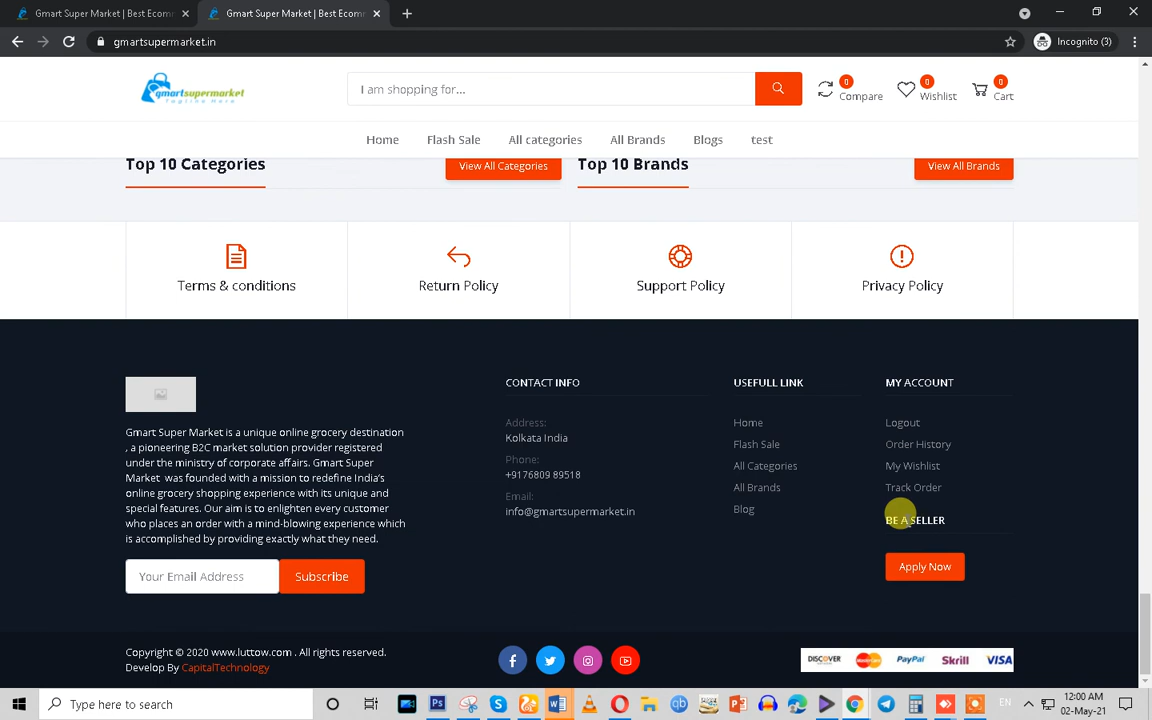 Gmart Super Market | Best Ecomm
Gmart Super Market | Best Ecomm
gmartsupermarket.in
Incognito (3)
gmartsupermarket
Tagline Here
I am shopping for...
0
Compare
0
Wishlist
0
Cart
Home
Flash Sale
All categories
All Brands
Blogs
test
Top 10 Categories
View All Categories
Top 10 Brands
View All Brands
Terms & conditions
Return Policy
Support Policy
Privacy Policy
Gmart Super Market is a unique online grocery destination
, a pioneering B2C market solution provider registered
under the ministry of corporate affairs. Gmart Super
Market was founded with a mission to redefine India's
online grocery shopping experience with its unique and
special features. Our aim is to enlighten every customer
who places an order with a mind-blowing experience which
is accomplished by providing exactly what they need.
Your Email Address
Subscribe
CONTACT INFO
Address:
Kolkata India
Phone:
+9176809 89518
Email:
info@gmartsupermarket.in
USEFULL LINK
Home
Flash Sale
All Categories
All Brands
Blog
MY ACCOUNT
Logout
Order History
My Wishlist
Track Order
BE A SELLER
Apply Now
Copyright © 2020 www.luttow.com . All rights reserved.
Develop By CapitalTechnology
DISCOVER
MasterCard
PayPal
Skrill
VISA
Type here to search
EN
12:00 AM
02-May-21